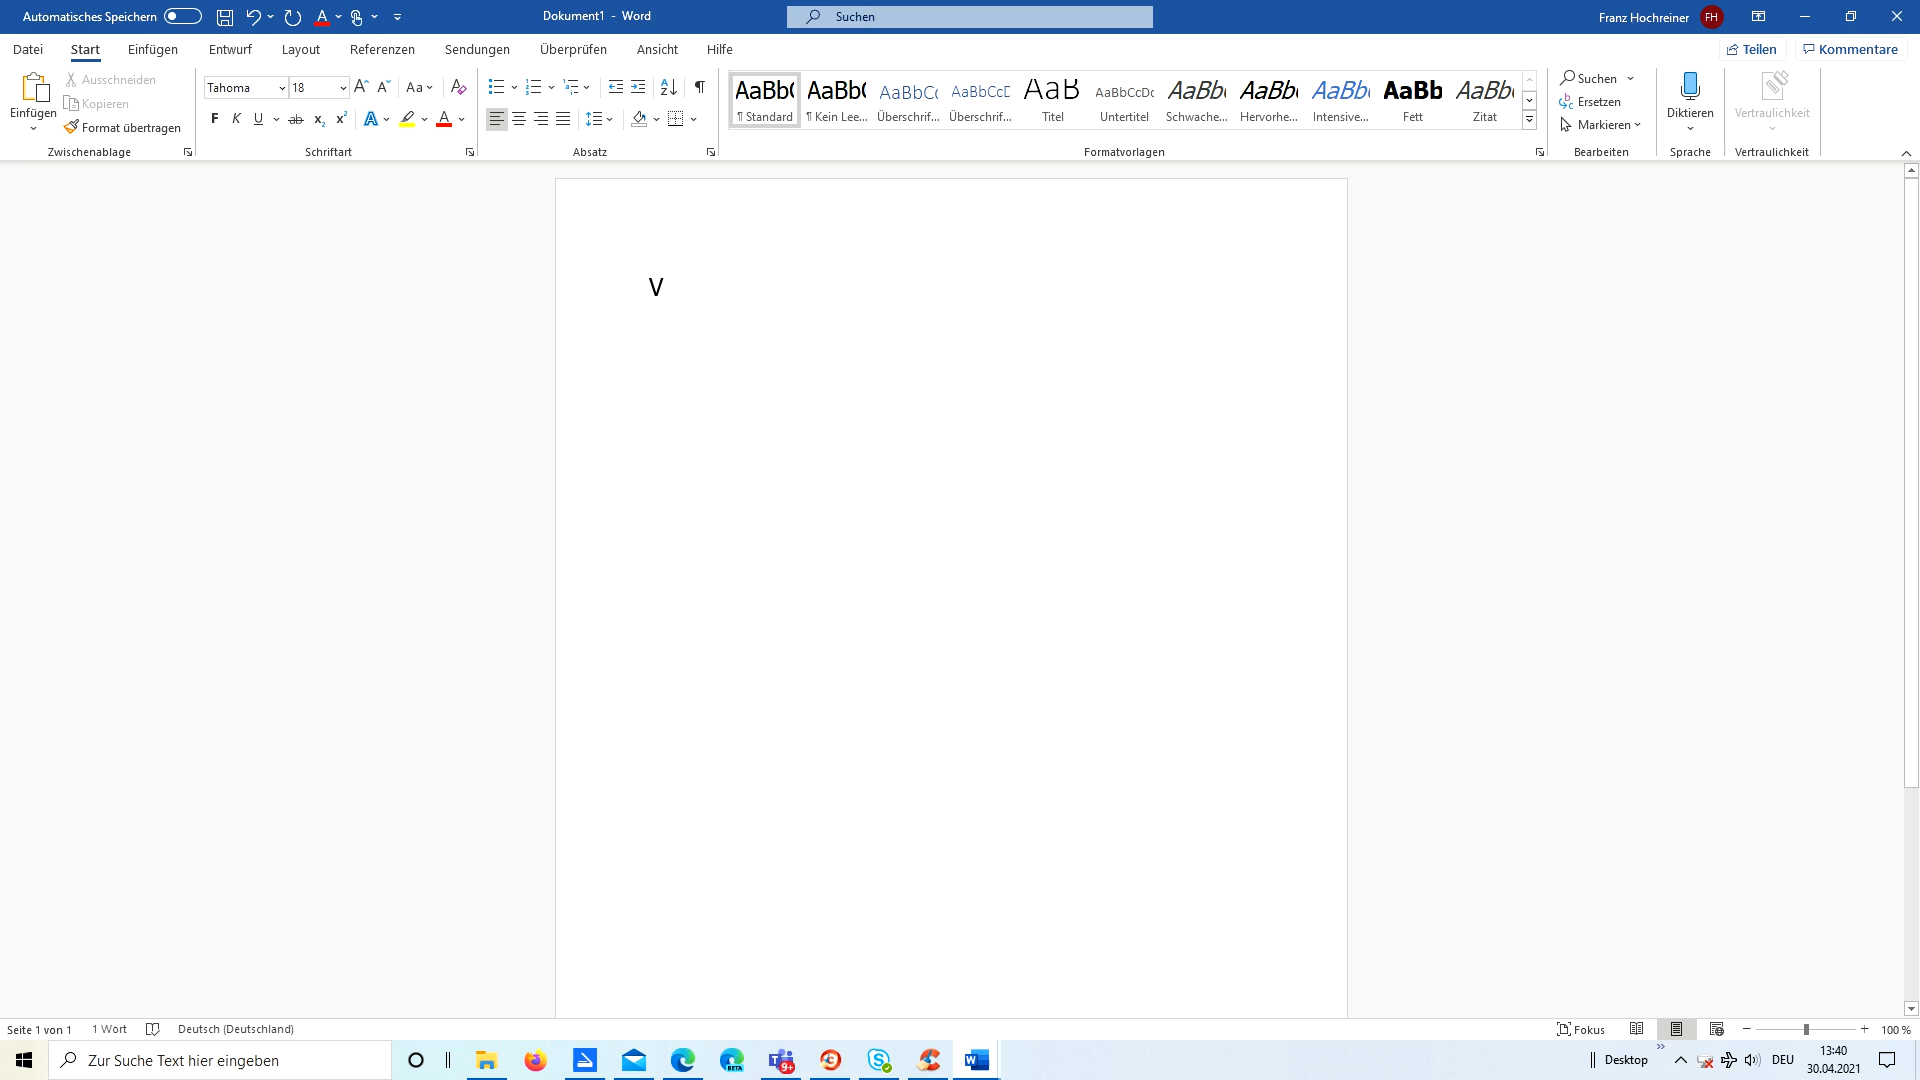 Automatisches Speichern
Dokument1 - Word
Suchen
Franz Hochreiner FH
Datei Start Einfügen Entwurf Layout Referenzen Sendungen Überprüfen Ansicht Hilfe
Teilen Kommentare
Einfügen
Ausschneiden
Kopieren
Format übertragen
Zwischenablage
Tahoma 18
F K U
Schriftart
Absatz
AaBbC AaBbC AaBbCc AaBbCcD AaB AaBbCcDc AaBbC AaBbC AaBbC AaBb AaBbC
¶ Standard ¶ Kein Lee... Überschrif... Überschrif... Titel Untertitel Schwache... Hervorhe... Intensive... Fett Zitat
Formatvorlagen
Suchen
Ersetzen
Markieren
Bearbeiten
Diktieren
Sprache
Vertraulichkeit
Vertraulichkeit
V
Seite 1 von 1 1 Wort Deutsch (Deutschland)
Fokus
100 %
Zur Suche Text hier eingeben
BETA
9+
Desktop
DEU
13:40
30.04.2021